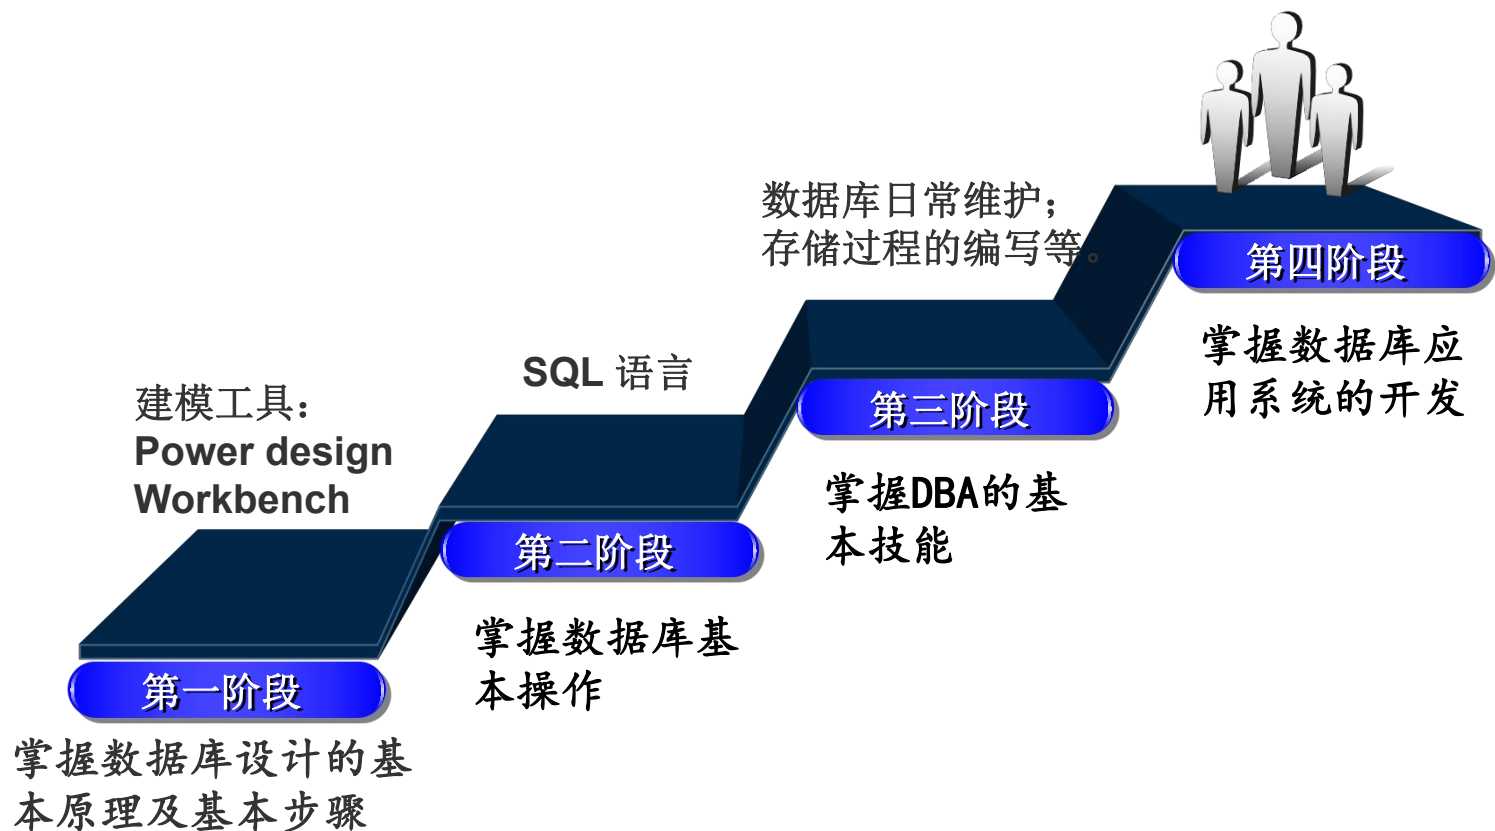 建模工具：
Power design
Workbench
第一阶段
掌握数据库设计的基
本原理及基本步骤
SQL 语言
第二阶段
掌握数据库基
本操作
数据库日常维护；
存储过程的编写等。
第三阶段
掌握DBA的基
本技能
第四阶段
掌握数据库应
用系统的开发